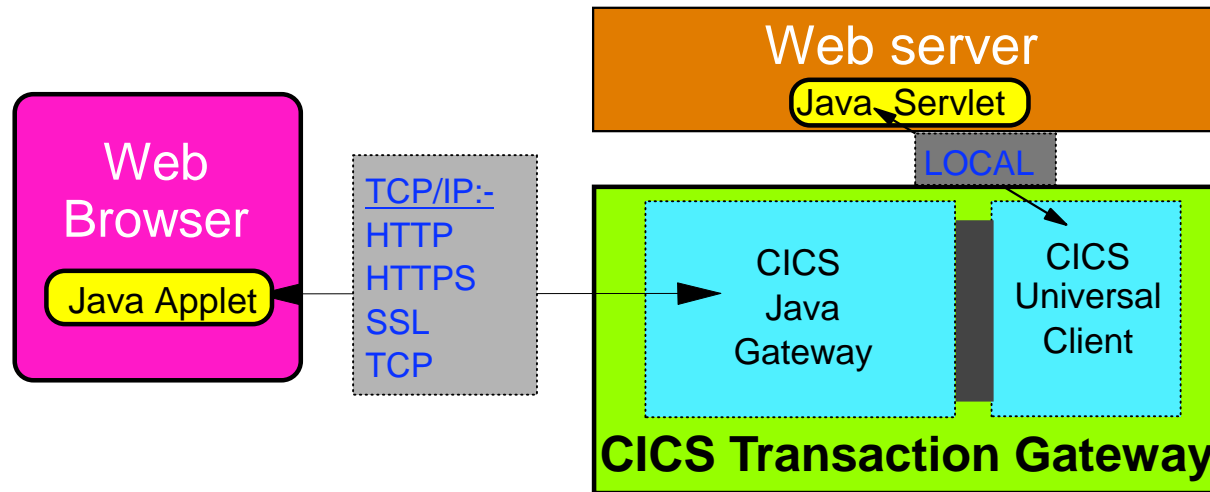 Web server
Java Servlet
LOCAL
Web
Browser
Java Applet
TCP/IP:-
HTTP
HTTPS
SSL
TCP
CICS
Java
Gateway
CICS
Universal
Client
CICS Transaction Gateway